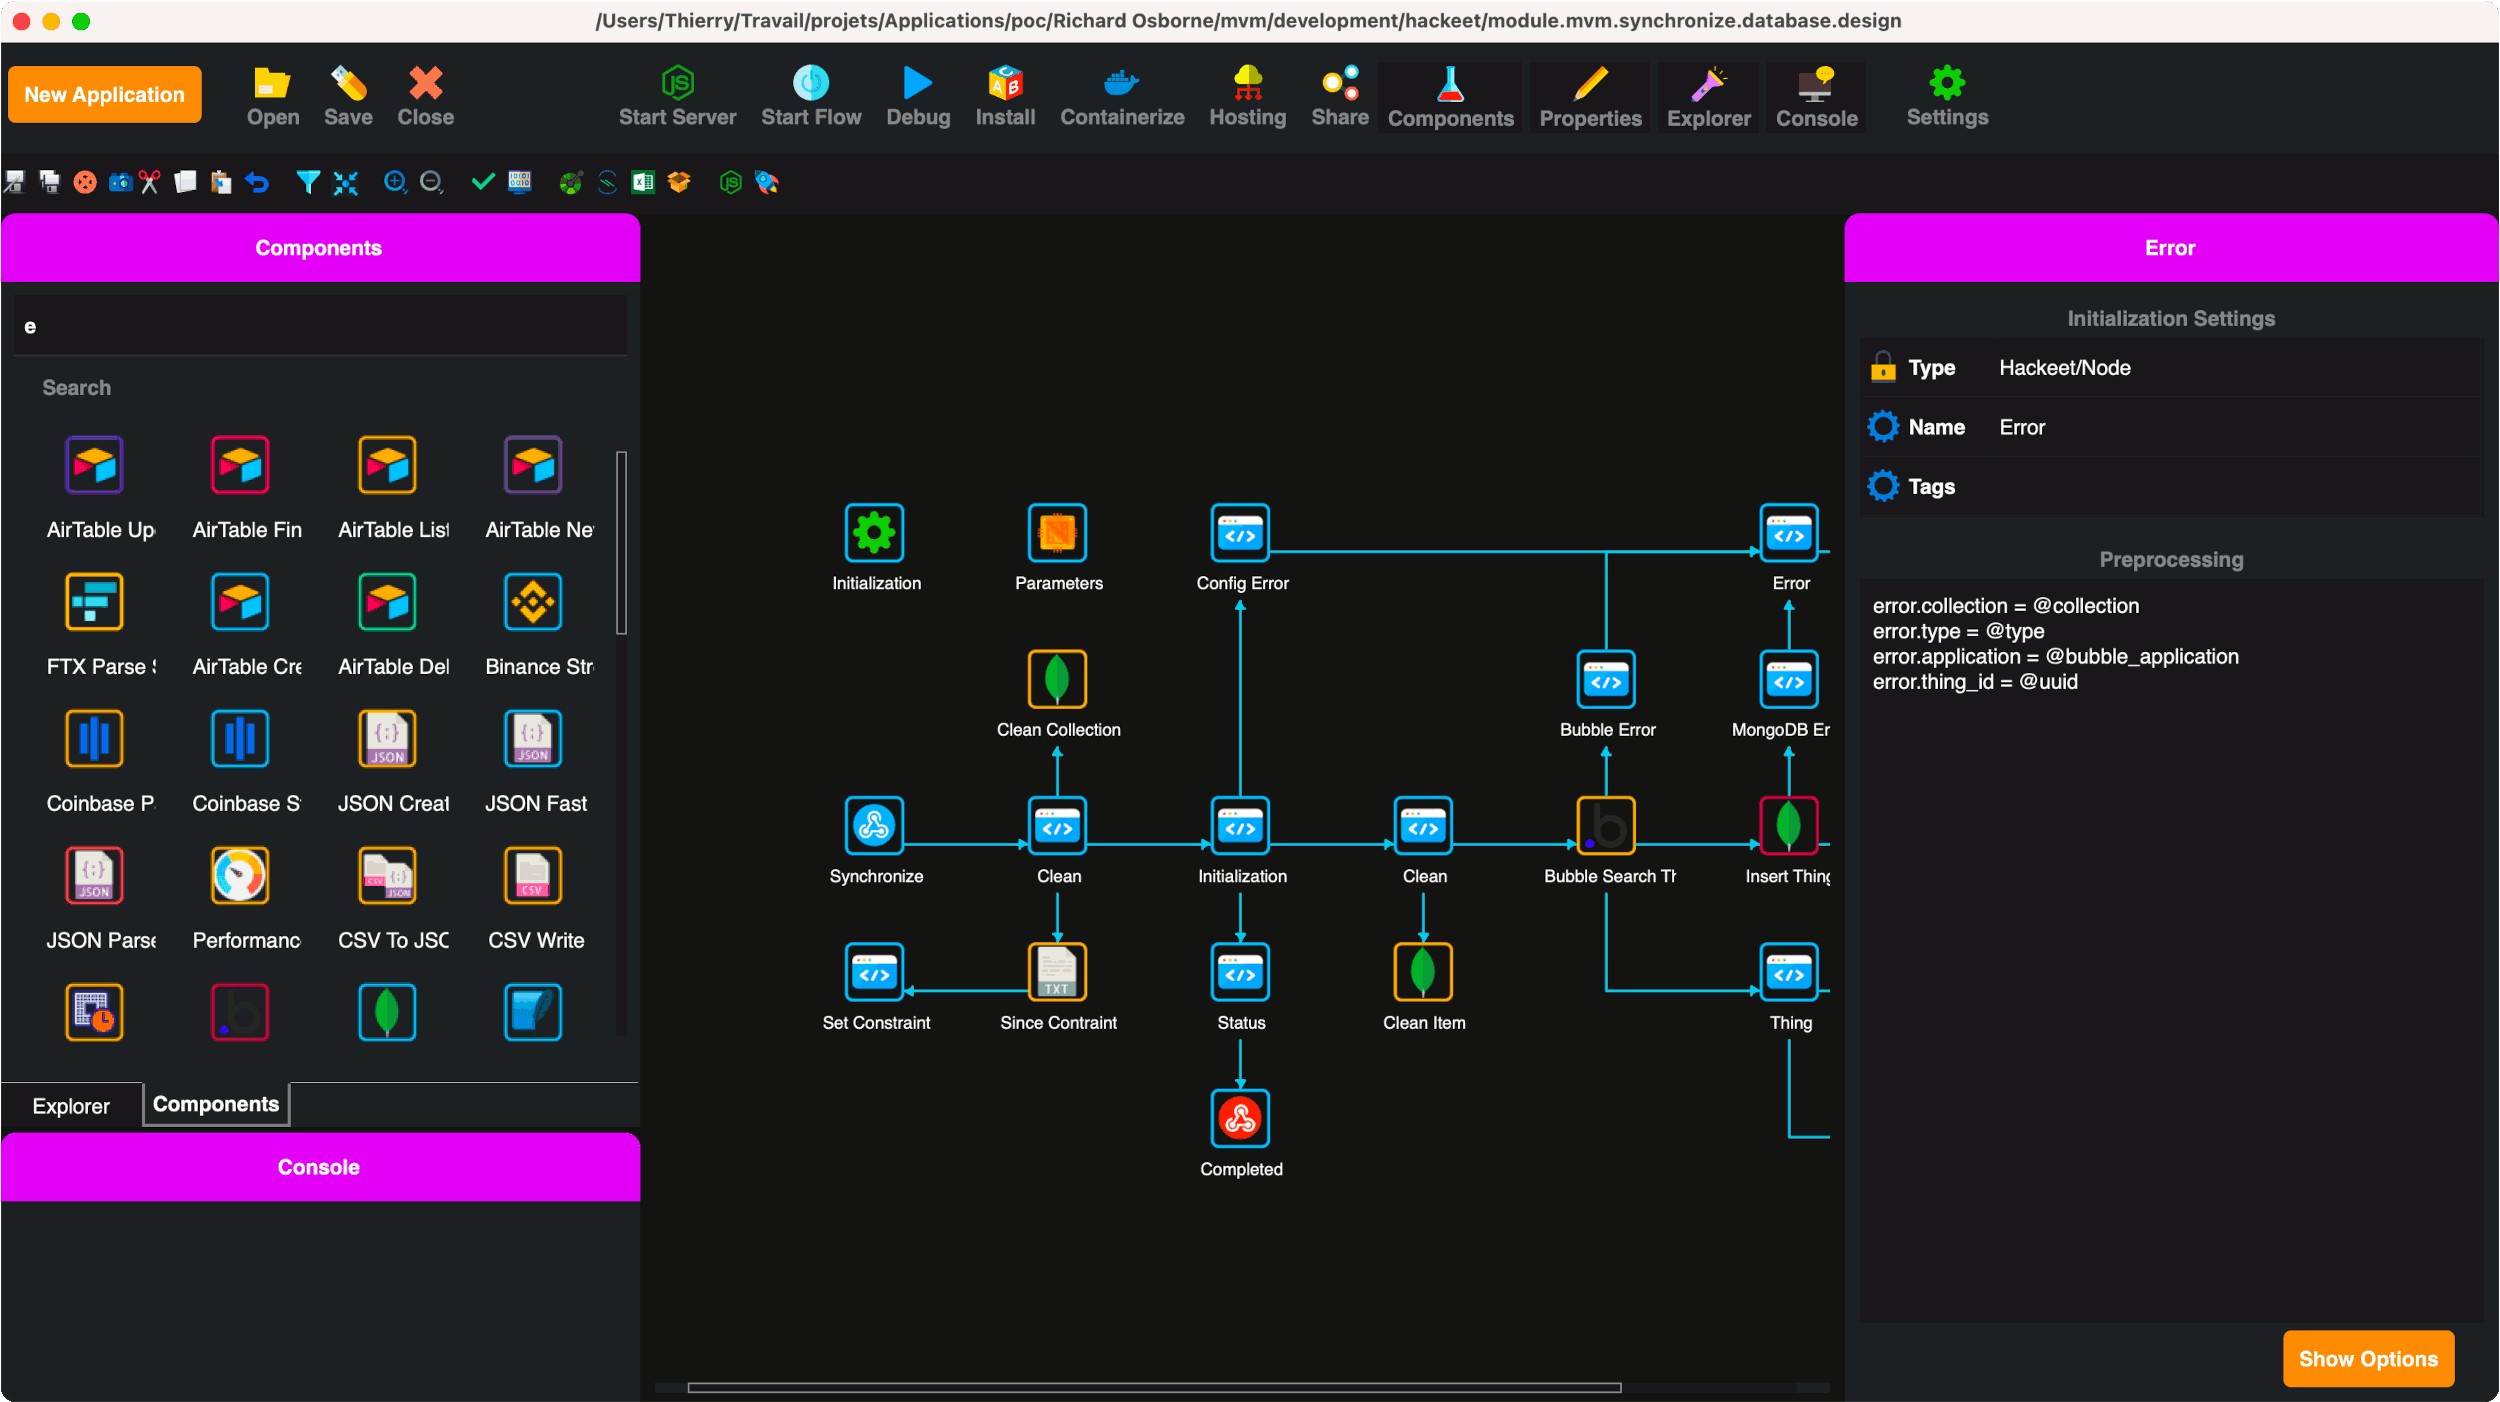 /Users/Thierry/Travail/projets/Applications/poc/Richard Osborne/mvm/development/hackeet/module.mvm.synchronize.database.design
New Application
Open Save Close Start Server Start Flow Debug Install Containerize Hosting Share Components Properties Explorer Console Settings
Components
e
Search
AirTable Up AirTable Fin AirTable List AirTable Ne
FTX Parse AirTable Cre AirTable Del Binance Str
Coinbase P Coinbase S JSON Creat JSON Fast
JSON Parse Performanc CSV To JSC CSV Write
Explorer Components
Console
Initialization Parameters Config Error Error
Clean Collection Bubble Error MongoDB Er
Synchronize Clean Initialization Clean Bubble Search Th Insert Thing
TXT
Set Constraint Since Contraint Status Clean Item Thing
Completed
Error
Initialization Settings
Type Hackeet/Node
Name Error
Tags
Preprocessing
error.collection = @collection
error.type = @type
error.application = @bubble_application
error.thing_id = @uuid
Show Options